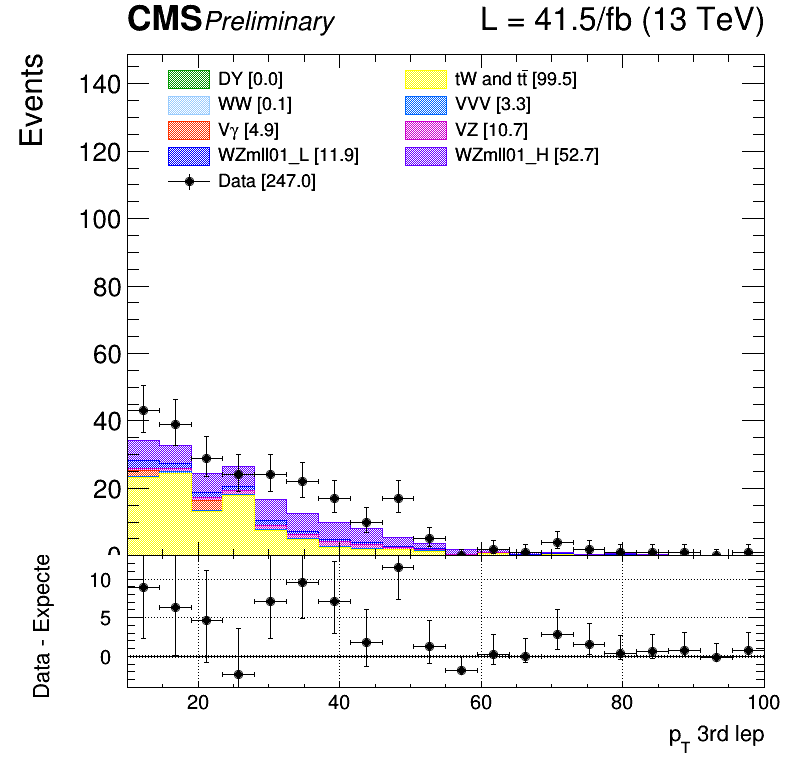 CMS Preliminary L = 41.5/fb (13 TeV)
Events
140
120
100
80
60
40
20
0
DY [0.0]
WW [0.1]
Vγ [4.9]
WZmll01_L [11.9]
Data [247.0]
tW and tt̄ [99.5]
VVV [3.3]
VZ [10.7]
WZmll01_H [52.7]
Data - Expecte
10
5
0
20 40 60 80 100
p_T 3rd lep